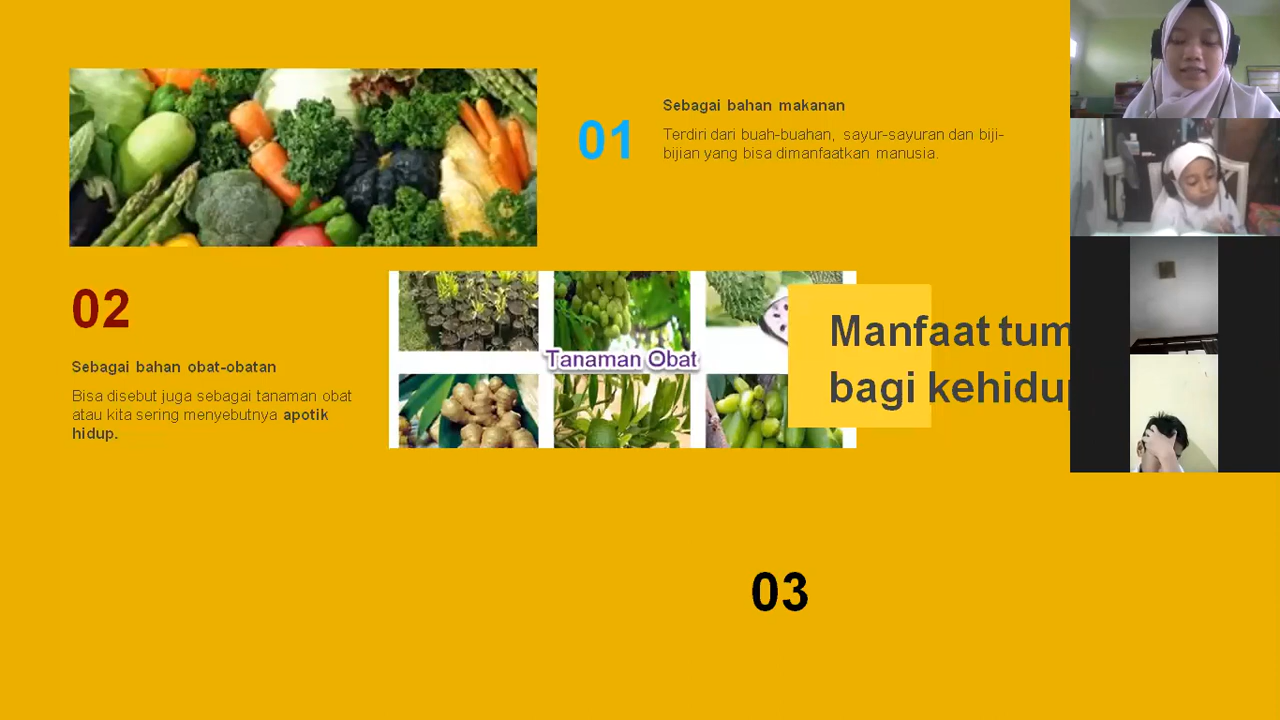 01
Sebagai bahan makanan
Terdiri dari buah-buahan, sayur-sayuran dan biji-
bijian yang bisa dimanfaatkan manusia.
02
Sebagai bahan obat-obatan
Bisa disebut juga sebagai tanaman obat
atau kita sering menyebutnya apotik
hidup.
Tanaman Obat
Manfaat tum
bagi kehidu
03